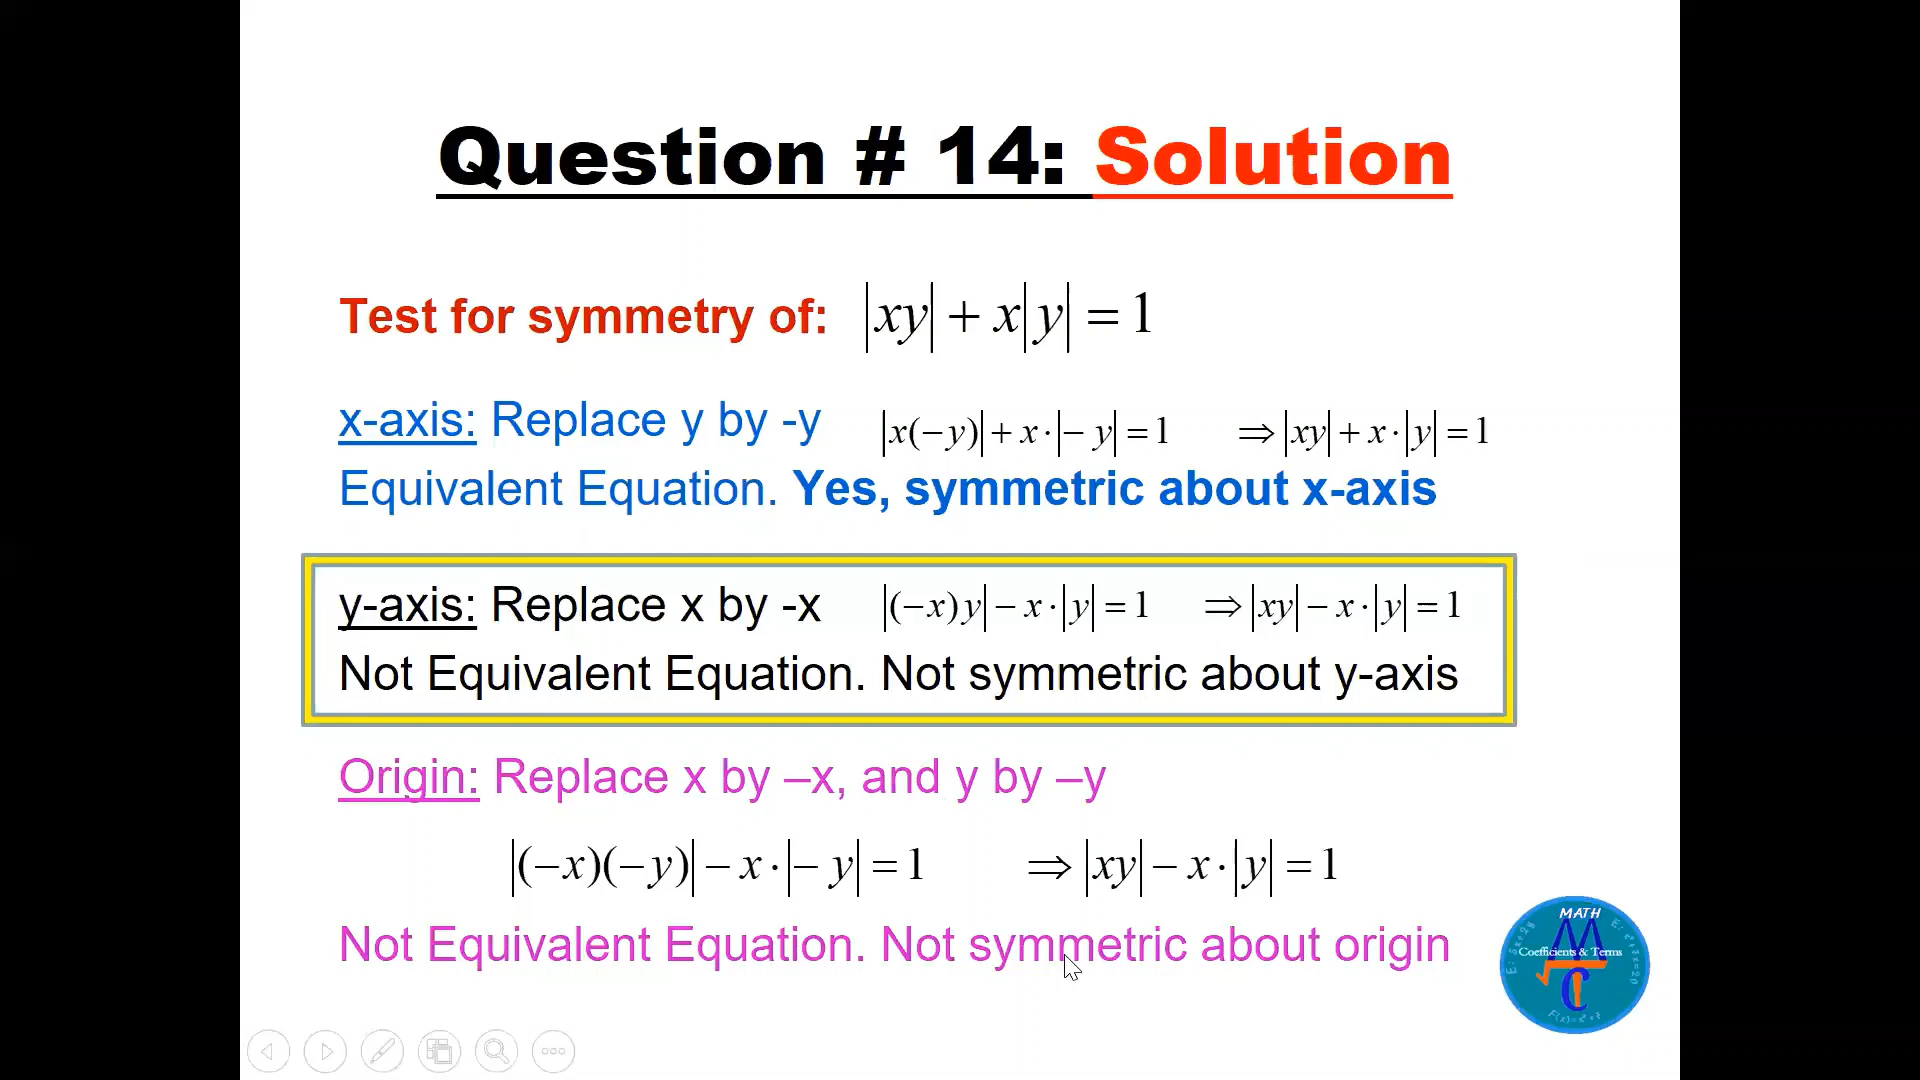 Question # 14: Solution
Test for symmetry of: |xy| + x|y| = 1
x-axis: Replace y by -y |x(−y)| + x·|− y| = 1 ⇒ |xy| + x·|y| = 1
Equivalent Equation. Yes, symmetric about x-axis
y-axis: Replace x by -x |(−x)y| − x·|y| = 1 ⇒ |xy| − x·|y| = 1
Not Equivalent Equation. Not symmetric about y-axis
Origin: Replace x by –x, and y by –y
|(−x)(−y)| − x·|− y| = 1 ⇒ |xy| − x·|y| = 1
Not Equivalent Equation. Not symmetric about origin
MATH
Coefficients & Terms